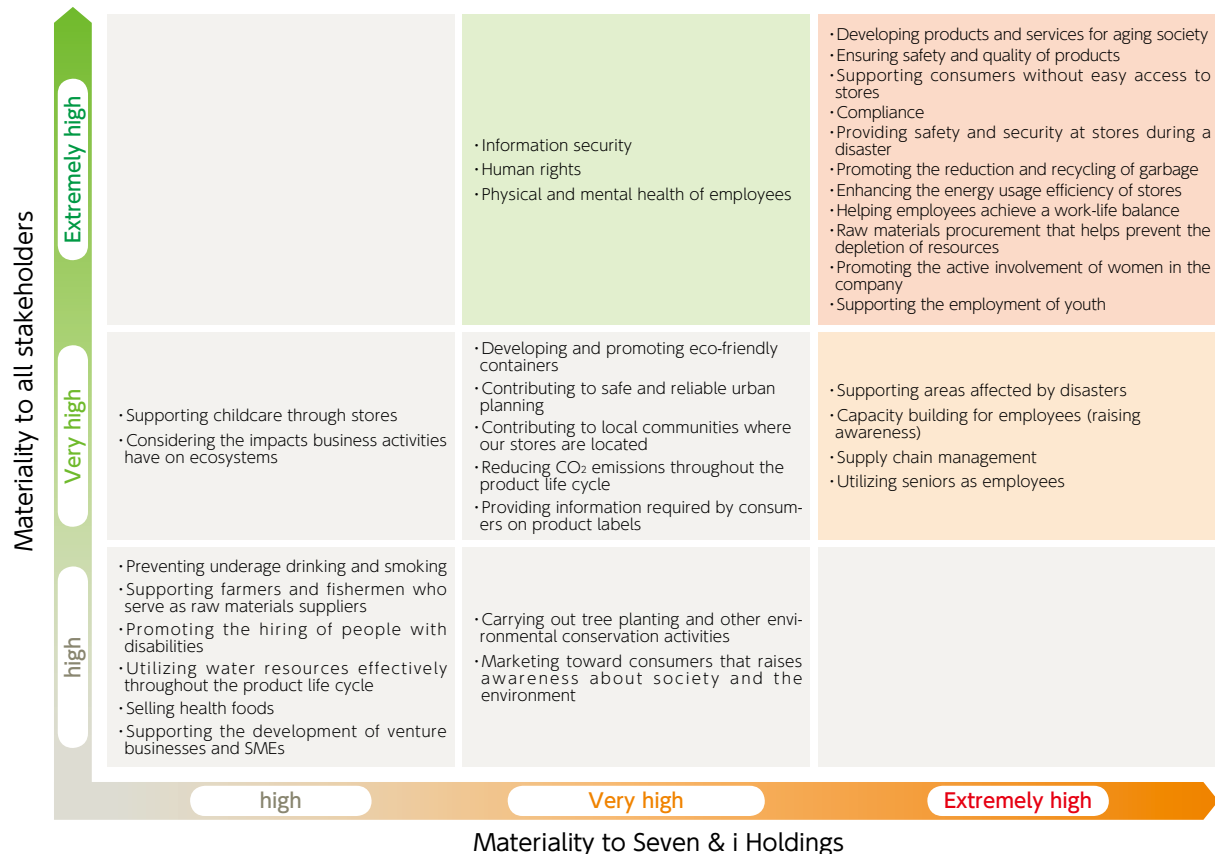 Materiality to all stakeholders
Extremely high
Very high
high
·Information security
·Human rights
·Physical and mental health of employees
·Developing products and services for aging society
·Ensuring safety and quality of products
·Supporting consumers without easy access to
stores
·Compliance
·Providing safety and security at stores during a
disaster
·Promoting the reduction and recycling of garbage
·Enhancing the energy usage efficiency of stores
·Helping employees achieve a work-life balance
·Raw materials procurement that helps prevent the
depletion of resources
·Promoting the active involvement of women in the
company
·Supporting the employment of youth
·Supporting childcare through stores
·Considering the impacts business activities
have on ecosystems
·Developing and promoting eco-friendly
containers
·Contributing to safe and reliable urban
planning
·Contributing to local communities where
our stores are located
·Reducing CO₂ emissions throughout the
product life cycle
·Providing information required by consum-
ers on product labels
·Supporting areas affected by disasters
·Capacity building for employees (raising
awareness)
·Supply chain management
·Utilizing seniors as employees
·Preventing underage drinking and smoking
·Supporting farmers and fishermen who
serve as raw materials suppliers
·Promoting the hiring of people with
disabilities
·Utilizing water resources effectively
throughout the product life cycle
·Selling health foods
·Supporting the development of venture
businesses and SMEs
·Carrying out tree planting and other envi-
ronmental conservation activities
·Marketing toward consumers that raises
awareness about society and the
environment
high
Very high
Extremely high
Materiality to Seven & i Holdings